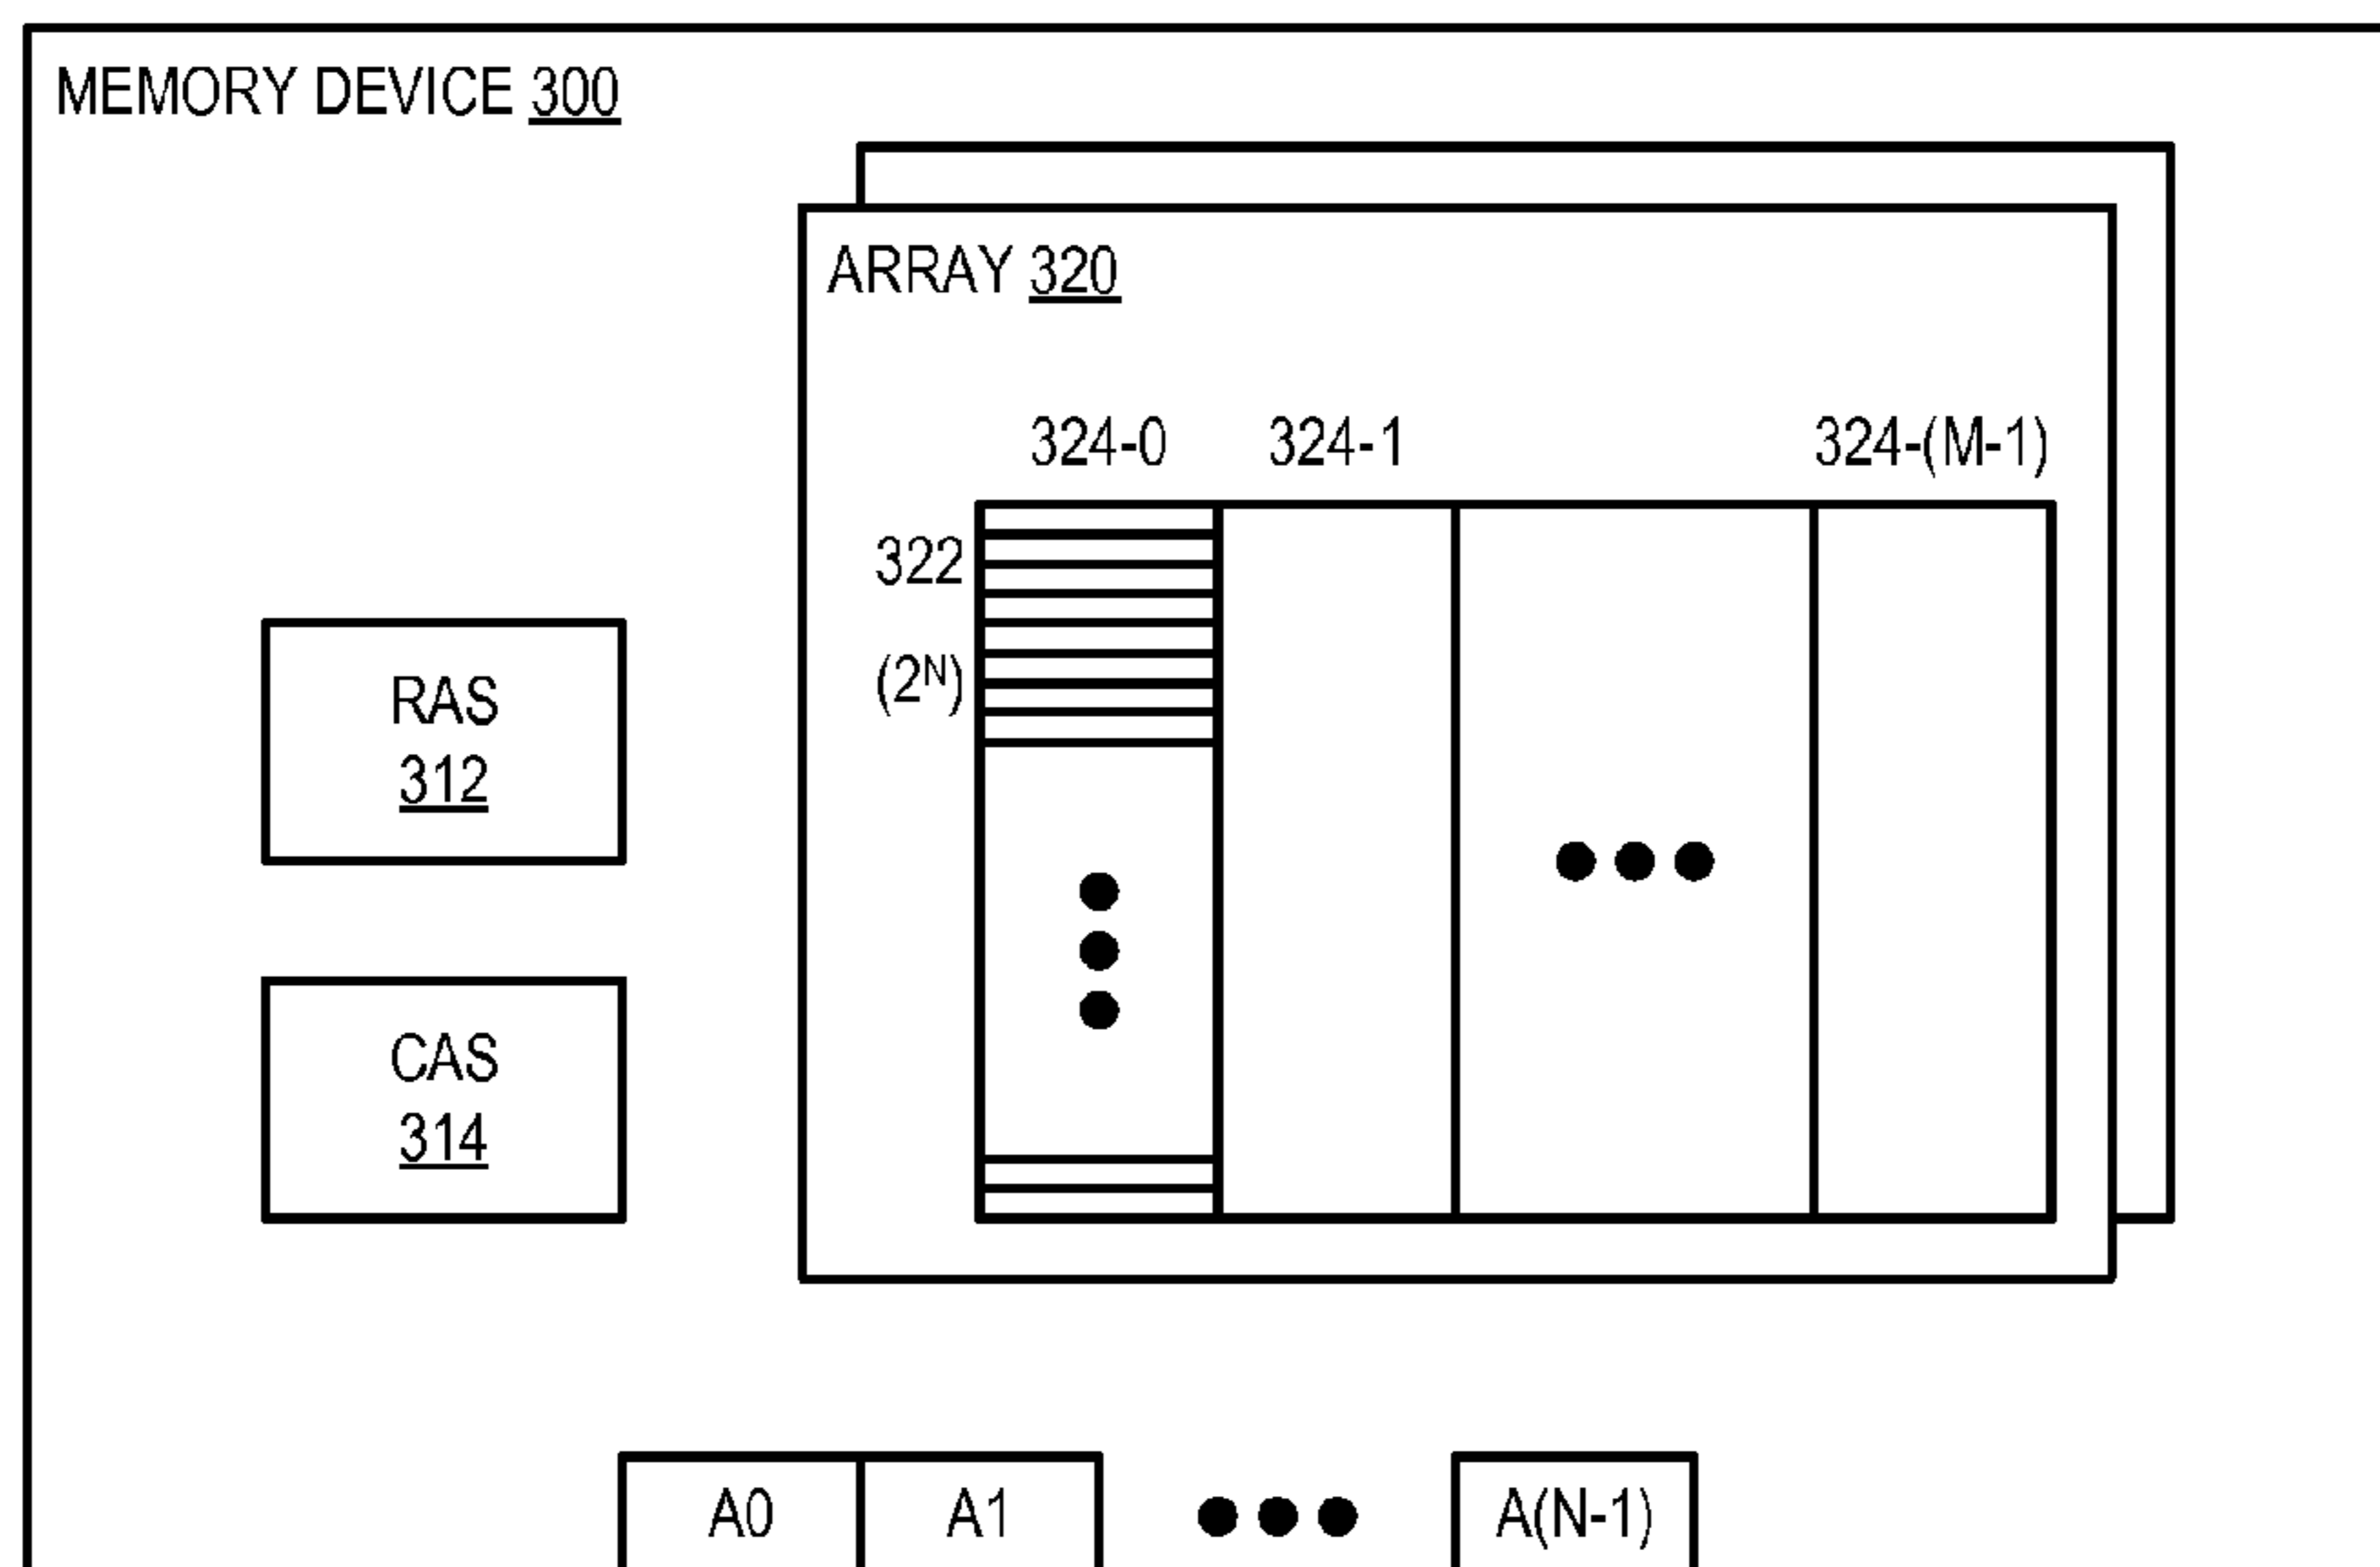 MEMORY DEVICE 300
ARRAY 320
324-0 324-1 324-(M-1)
322
(2ᴺ)
RAS
312
CAS
314
A0 A1 A(N-1)